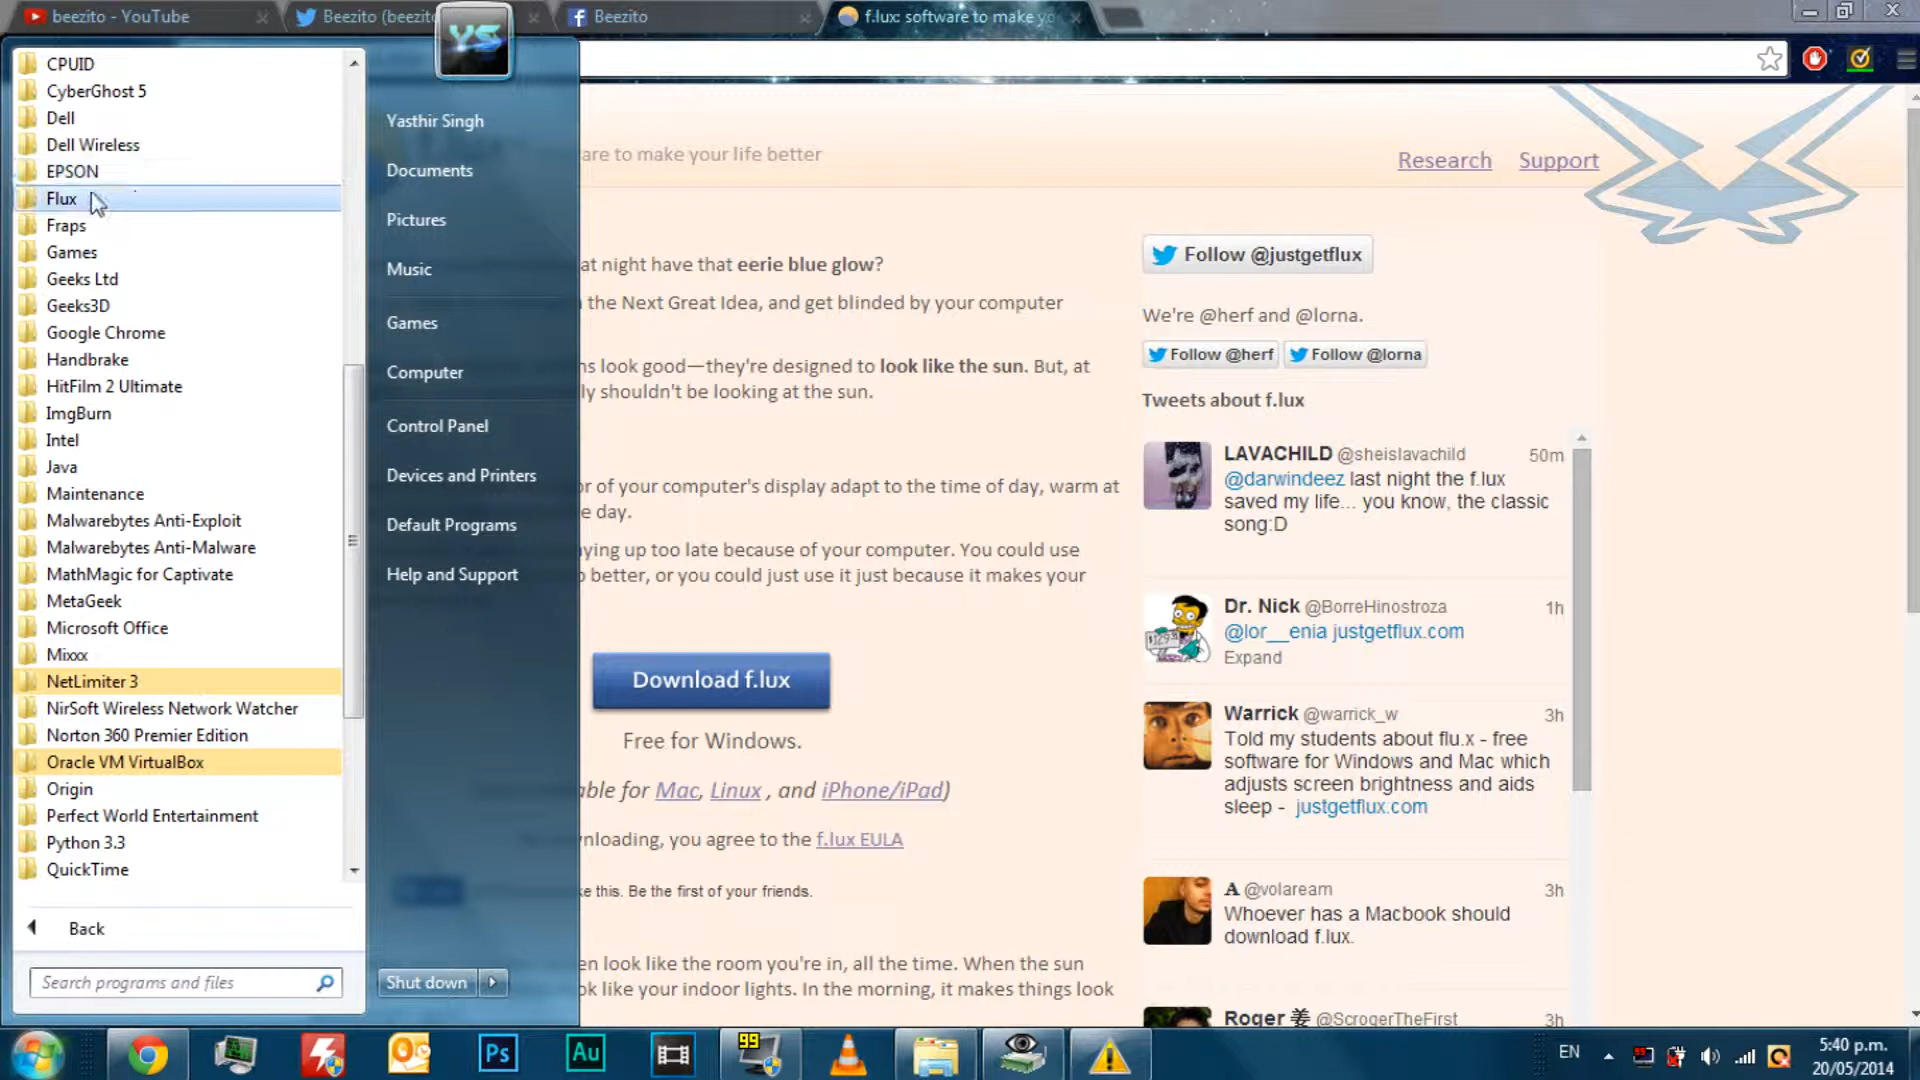 beezito - YouTube
Beezito (beezito
Beezito
f.lux: software to make yo
YS
CPUID
CyberGhost 5
Dell
Dell Wireless
EPSON
Flux
Fraps
Games
Geeks Ltd
Geeks3D
Google Chrome
Handbrake
HitFilm 2 Ultimate
ImgBurn
Intel
Java
Maintenance
Malwarebytes Anti-Exploit
Malwarebytes Anti-Malware
MathMagic for Captivate
MetaGeek
Microsoft Office
Mixxx
NetLimiter 3
NirSoft Wireless Network Watcher
Norton 360 Premier Edition
Oracle VM VirtualBox
Origin
Perfect World Entertainment
Python 3.3
QuickTime
Back
Search programs and files
Yasthir Singh
Documents
Pictures
Music
Games
Computer
Control Panel
Devices and Printers
Default Programs
Help and Support
Shut down
are to make your life better
Research
Support
at night have that eerie blue glow?
the Next Great Idea, and get blinded by your computer
ns look good—they're designed to look like the sun. But, at
ly shouldn't be looking at the sun.
or of your computer's display adapt to the time of day, warm at
e day.
ying up too late because of your computer. You could use
better, or you could just use it just because it makes your
Download f.lux
Free for Windows.
able for Mac, Linux , and iPhone/iPad)
wnloading, you agree to the f.lux EULA
ke this. Be the first of your friends.
en look like the room you're in, all the time. When the sun
ok like your indoor lights. In the morning, it makes things look
Follow @justgetflux
We're @herf and @lorna.
Follow @herf
Follow @lorna
Tweets about f.lux
LAVACHILD @sheislavachild 50m
@darwindeez last night the f.lux
saved my life... you know, the classic
song:D
Dr. Nick @BorreHinostroza 1h
@lor__enia justgetflux.com
Expand
Warrick @warrick_w 3h
Told my students about flu.x - free
software for Windows and Mac which
adjusts screen brightness and aids
sleep - justgetflux.com
A @volaream 3h
Whoever has a Macbook should
download f.lux.
Roger 姜 @ScrogerTheFirst 3h
Ps
Au
99
EN
5:40 p.m.
20/05/2014